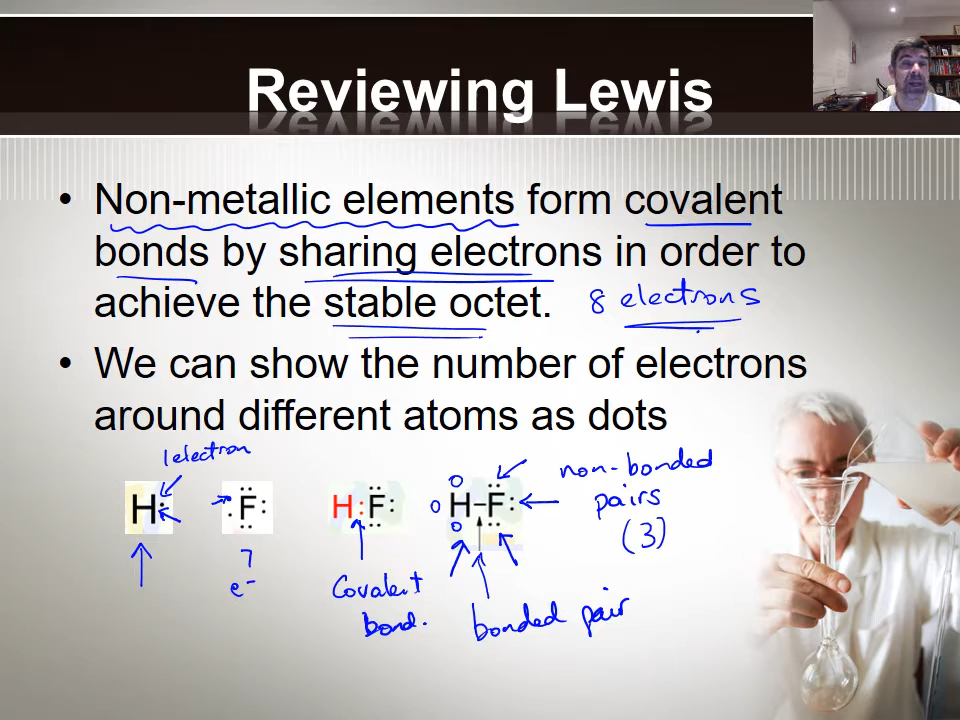 Reviewing Lewis
• Non-metallic elements form covalent
bonds by sharing electrons in order to
achieve the stable octet. 8 electrons
• We can show the number of electrons
around different atoms as dots
1 electron
non-bonded
pairs
(3)
H F H:F H–F
7
e⁻
Covalent
bond.
bonded pair